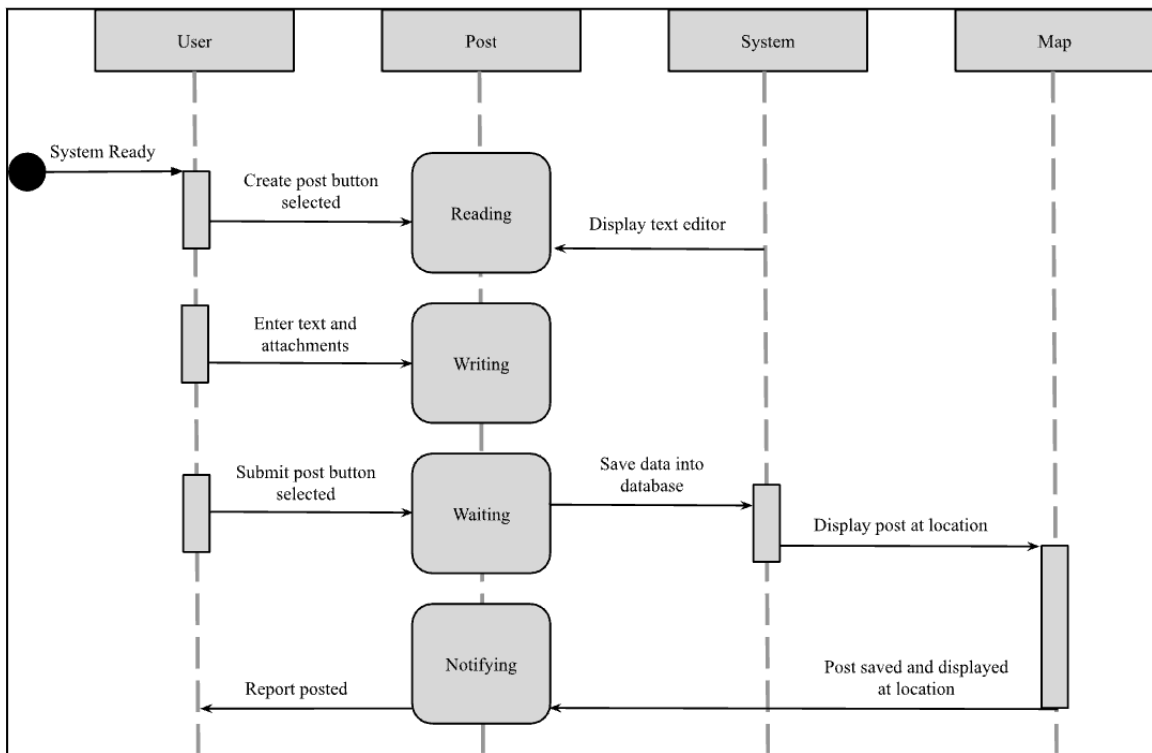 User
Post
System
Map
System Ready
Create post button
selected
Reading
Display text editor
Enter text and
attachments
Writing
Submit post button
selected
Waiting
Save data into
database
Display post at location
Notifying
Post saved and displayed
at location
Report posted